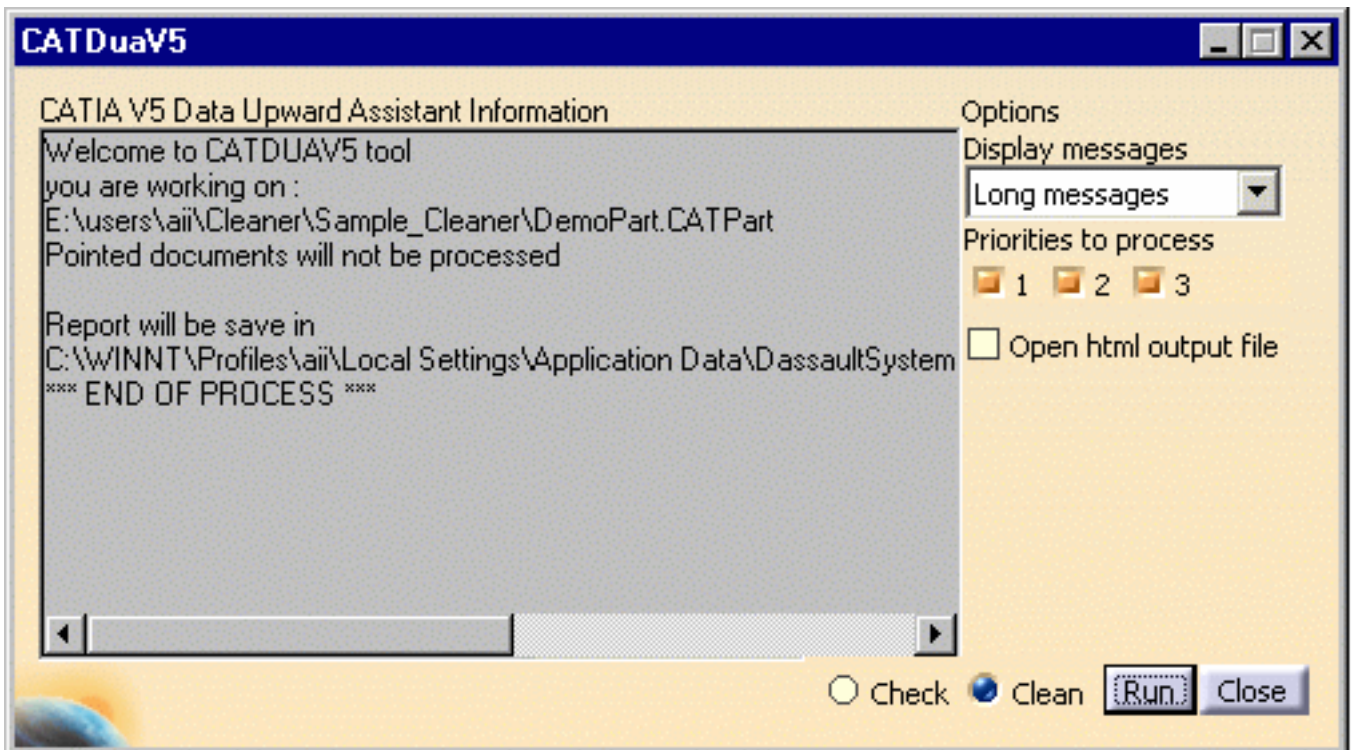 CATDuaV5
CATIA V5 Data Upward Assistant Information
Welcome to CATDUAV5 tool
you are working on :
E:\users\aii\Cleaner\Sample_Cleaner\DemoPart.CATPart
Pointed documents will not be processed
Report will be save in
C:\WINNT\Profiles\aii\Local Settings\Application Data\DassaultSystem
*** END OF PROCESS ***
Options
Display messages
Long messages
Priorities to process
1 2 3
Open html output file
Check Clean Run Close